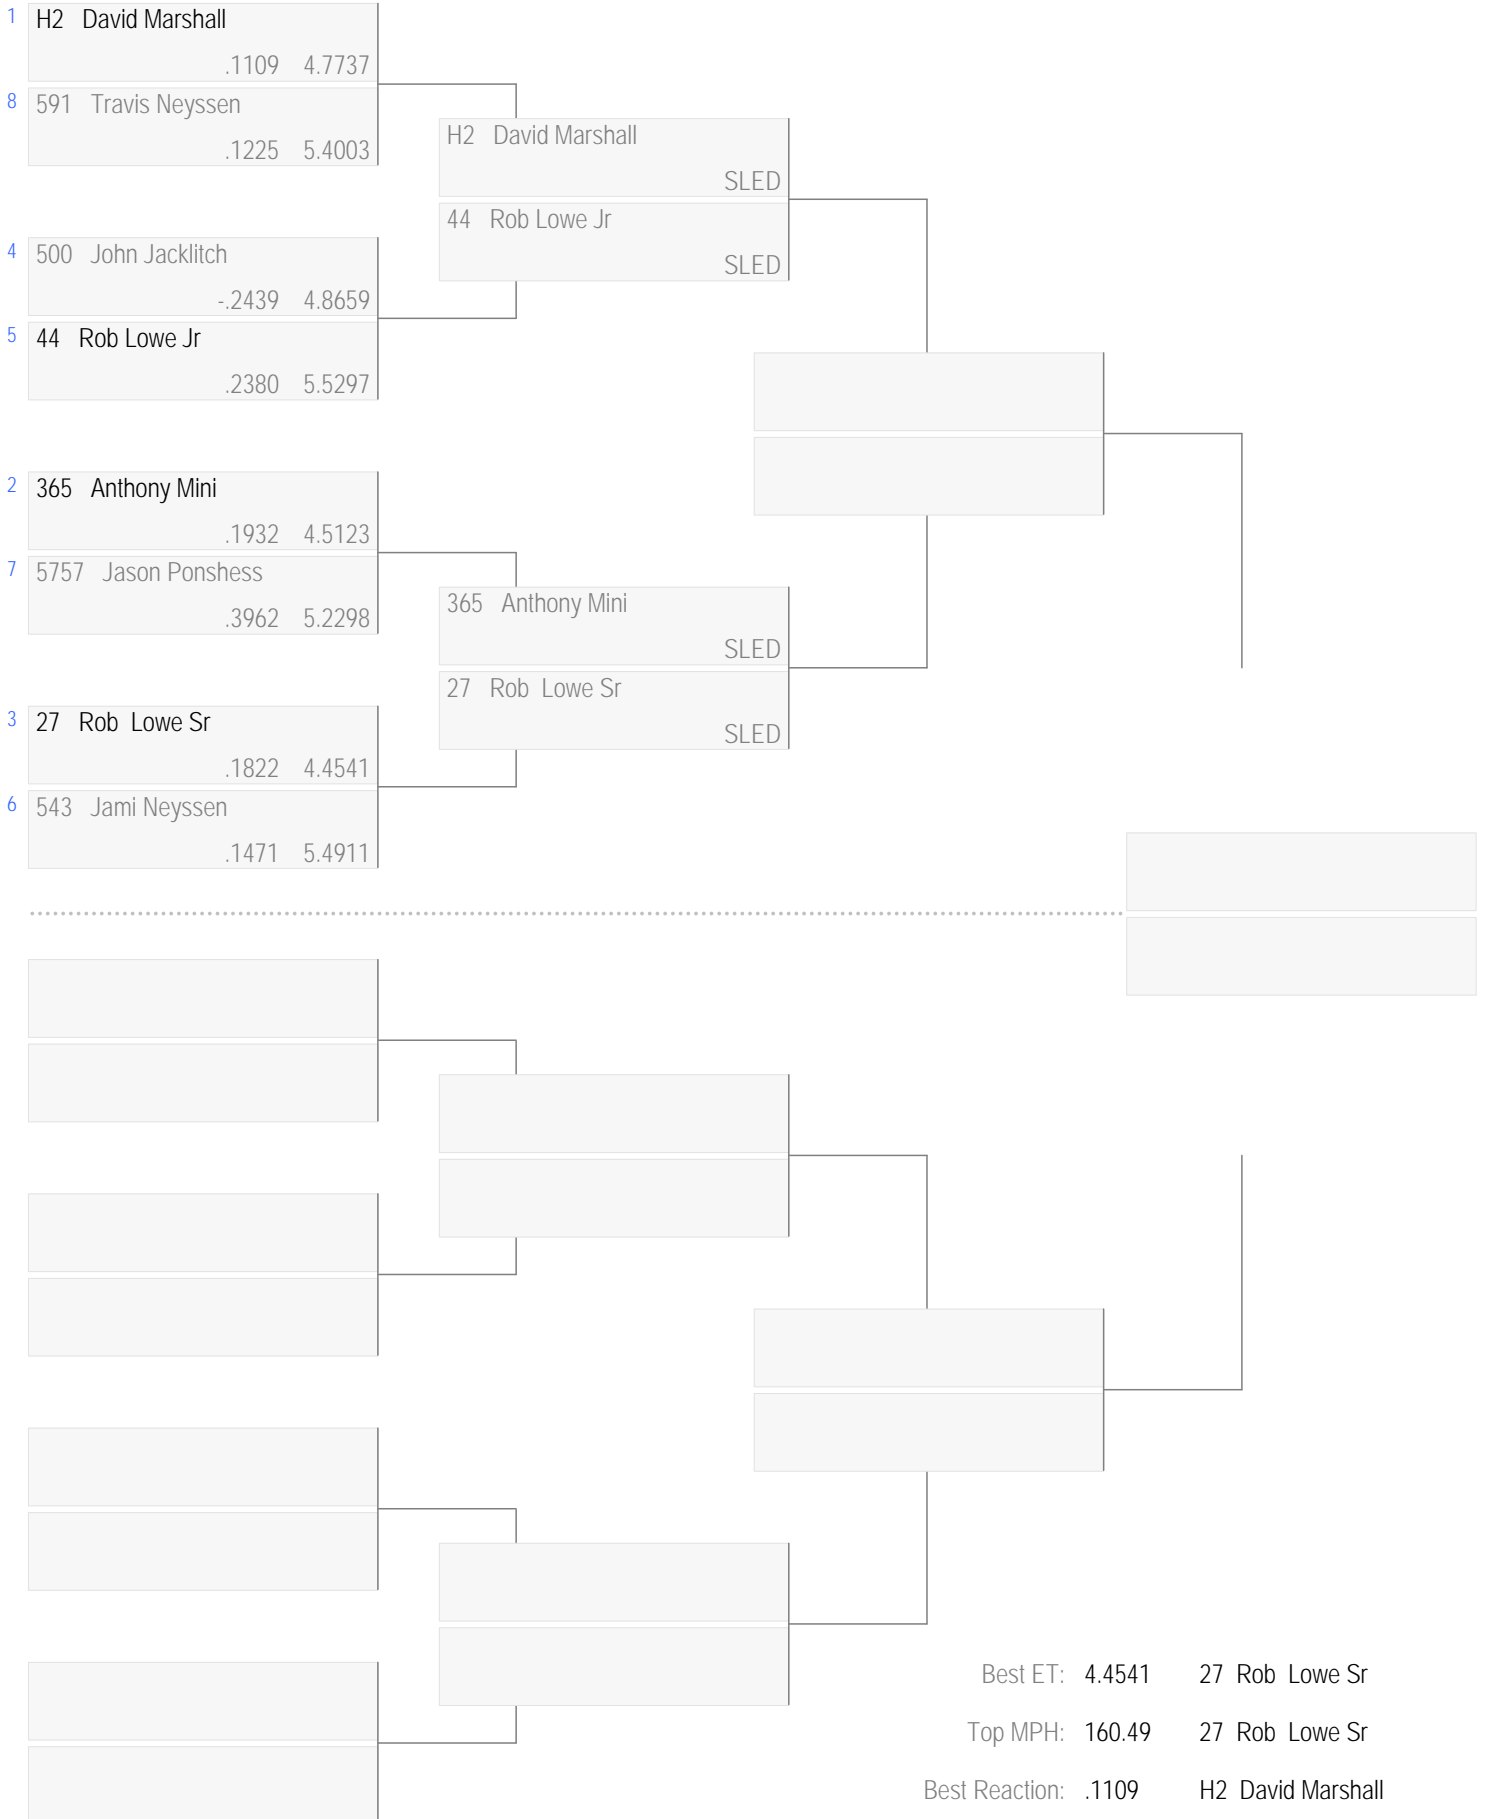 1 H2 David Marshall
.1109 4.7737
8 591 Travis Neyssen
.1225 5.4003
H2 David Marshall
SLED
44 Rob Lowe Jr
SLED
4 500 John Jacklitch
-.2439 4.8659
5 44 Rob Lowe Jr
.2380 5.5297
2 365 Anthony Mini
.1932 4.5123
7 5757 Jason Ponshess
.3962 5.2298
365 Anthony Mini
SLED
27 Rob Lowe Sr
SLED
3 27 Rob Lowe Sr
.1822 4.4541
6 543 Jami Neyssen
.1471 5.4911
Best ET: 4.4541 27 Rob Lowe Sr
Top MPH: 160.49 27 Rob Lowe Sr
Best Reaction: .1109 H2 David Marshall